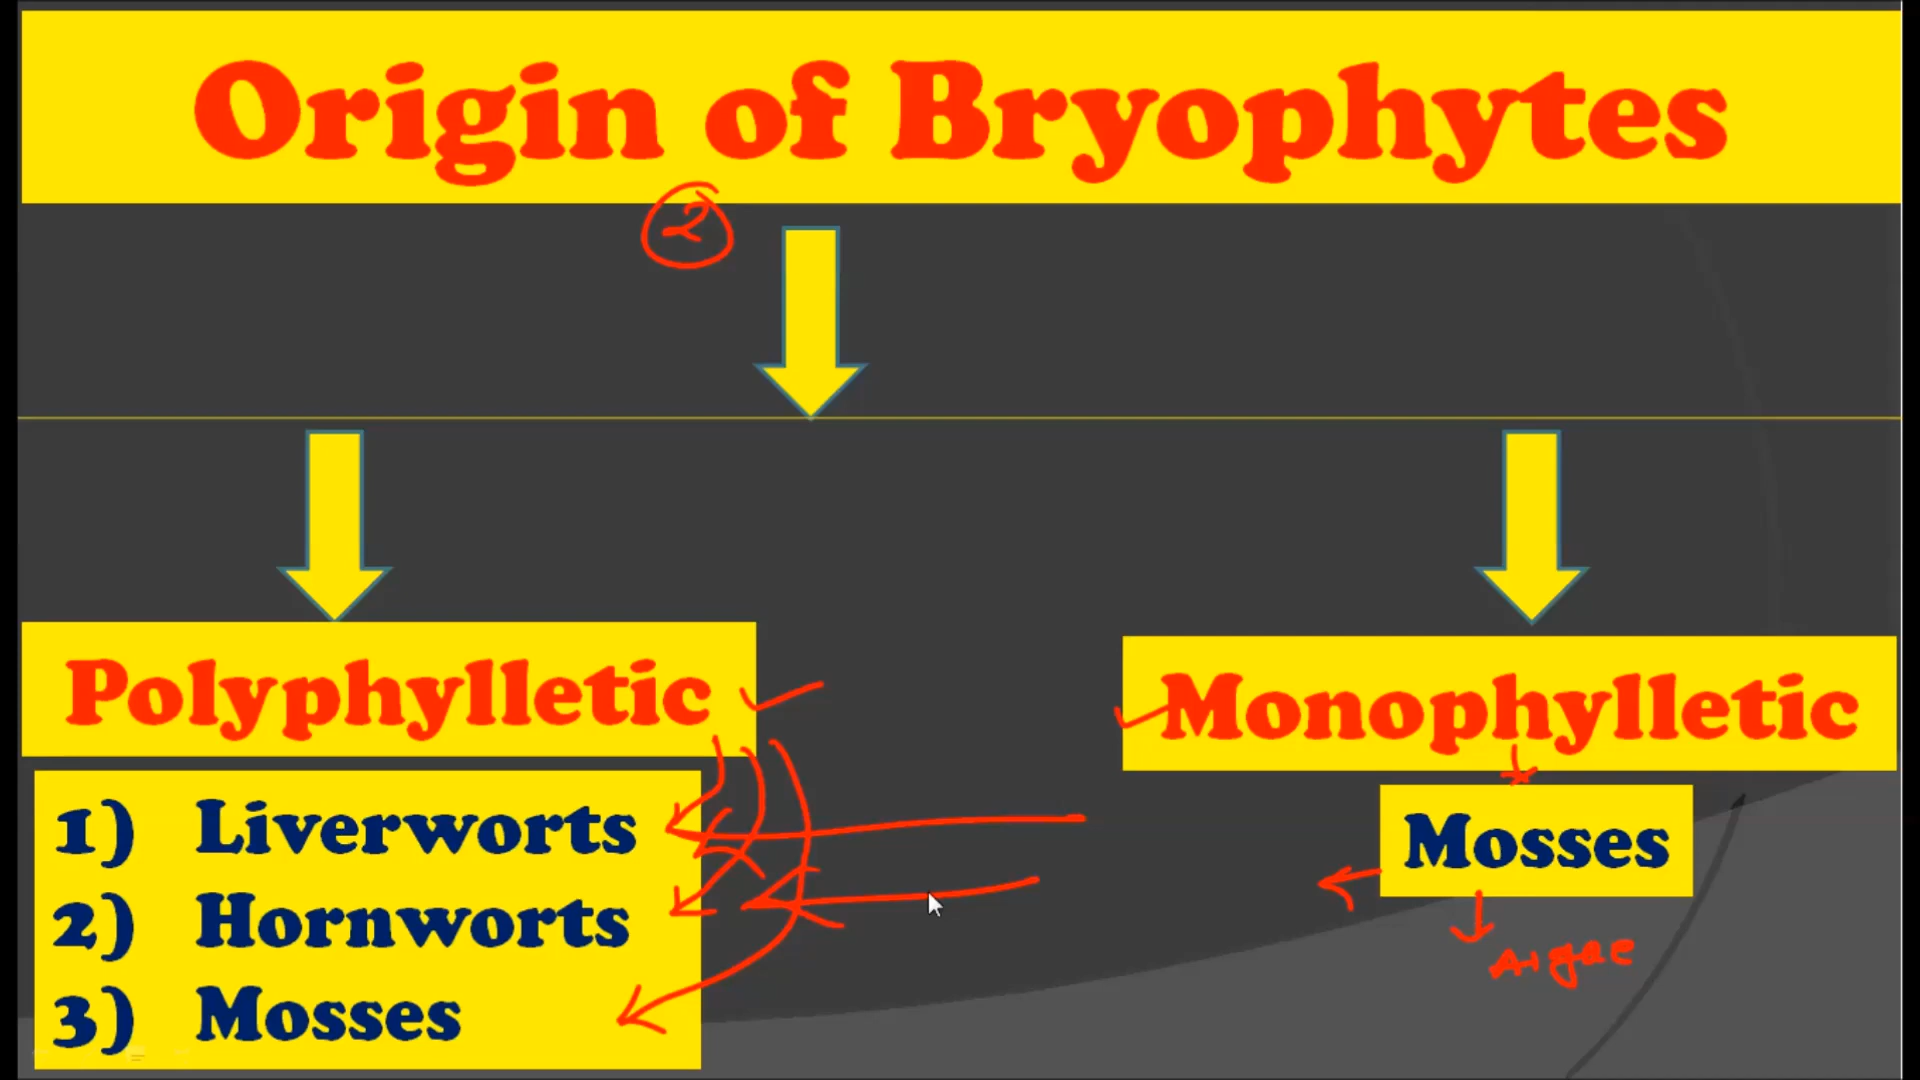 Origin of Bryophytes
2
Polyphylletic
Monophylletic
1) Liverworts
2) Hornworts
3) Mosses
Mosses
Algae